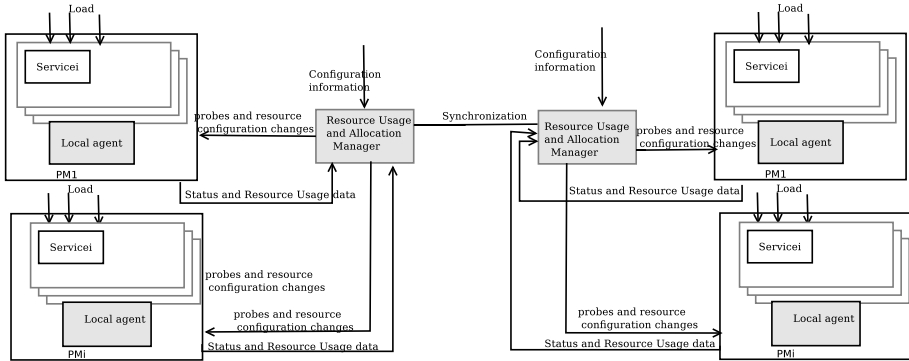 Load
Servicei
Local agent
PM1
Configuration
information
probes and resource
configuration changes
Resource Usage
and Allocation
Manager
Status and Resource Usage data
Load
Servicei
Local agent
PMi
probes and resource
configuration changes
probes and resource
configuration changes
Status and Resource Usage data
Synchronization
Configuration
information
Resource Usage
and Allocation
Manager
Load
Servicei
Local agent
PM1
probes and resource
configuration changes
Status and Resource Usage data
Load
Servicei
Local agent
PMi
probes and resource
configuration changes
Status and Resource Usage data